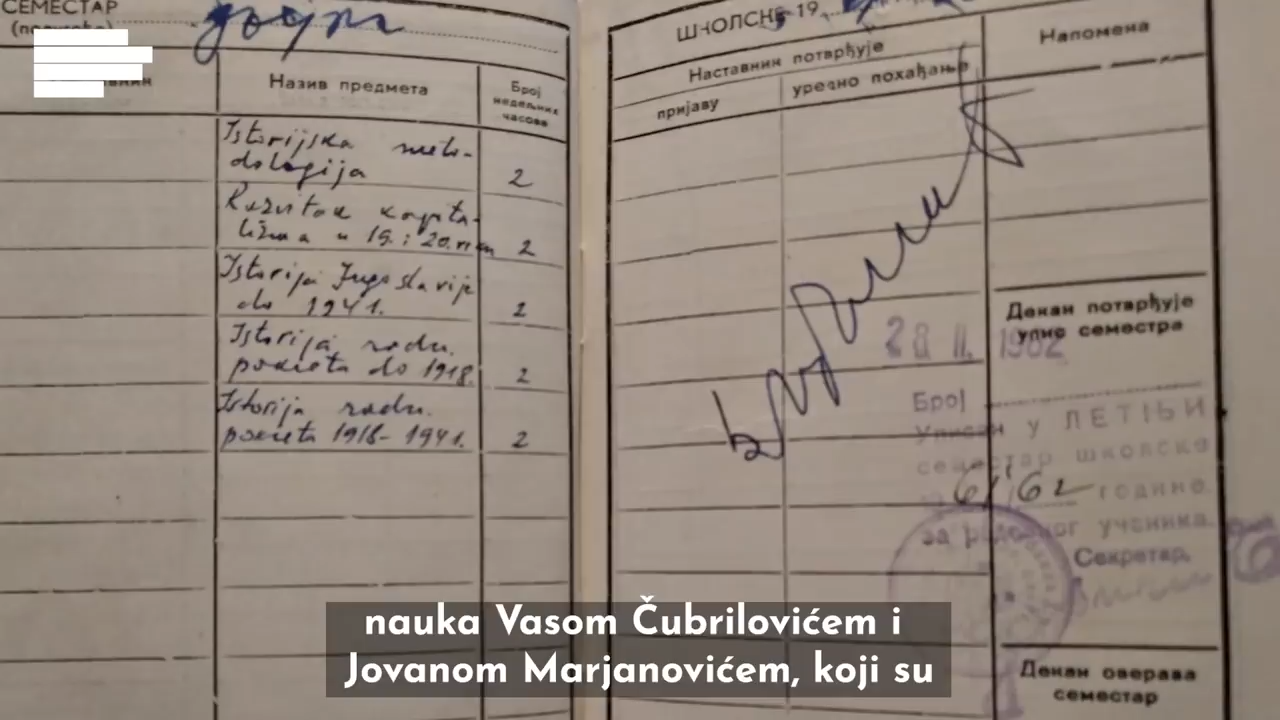 СЕМЕСТАР
Назив предмета
Број
недељних
часова
Istorijska meto-
dologija
2
Razvitak kapita-
lizma u 19. i 20. veku
2
Istorija Jugoslavije
do 1941.
2
Istorija radn.
pokreta do 1918.
2
Istorija radn.
pokreta 1918-1941.
2
ШКОЛСКЕ 19
Наставник потврђује
пријаву
уредно похађање
Напомена
Декан потврђује
упис семестра
28 II. 1962
Број
Уписан у ЛЕТЊИ
семестар школске
61/62 године
за редовног ученика.
Секретар,
Декан оверава
семестар
nauka Vasom Čubrilovićem i
Jovanom Marjanovićem, koji su